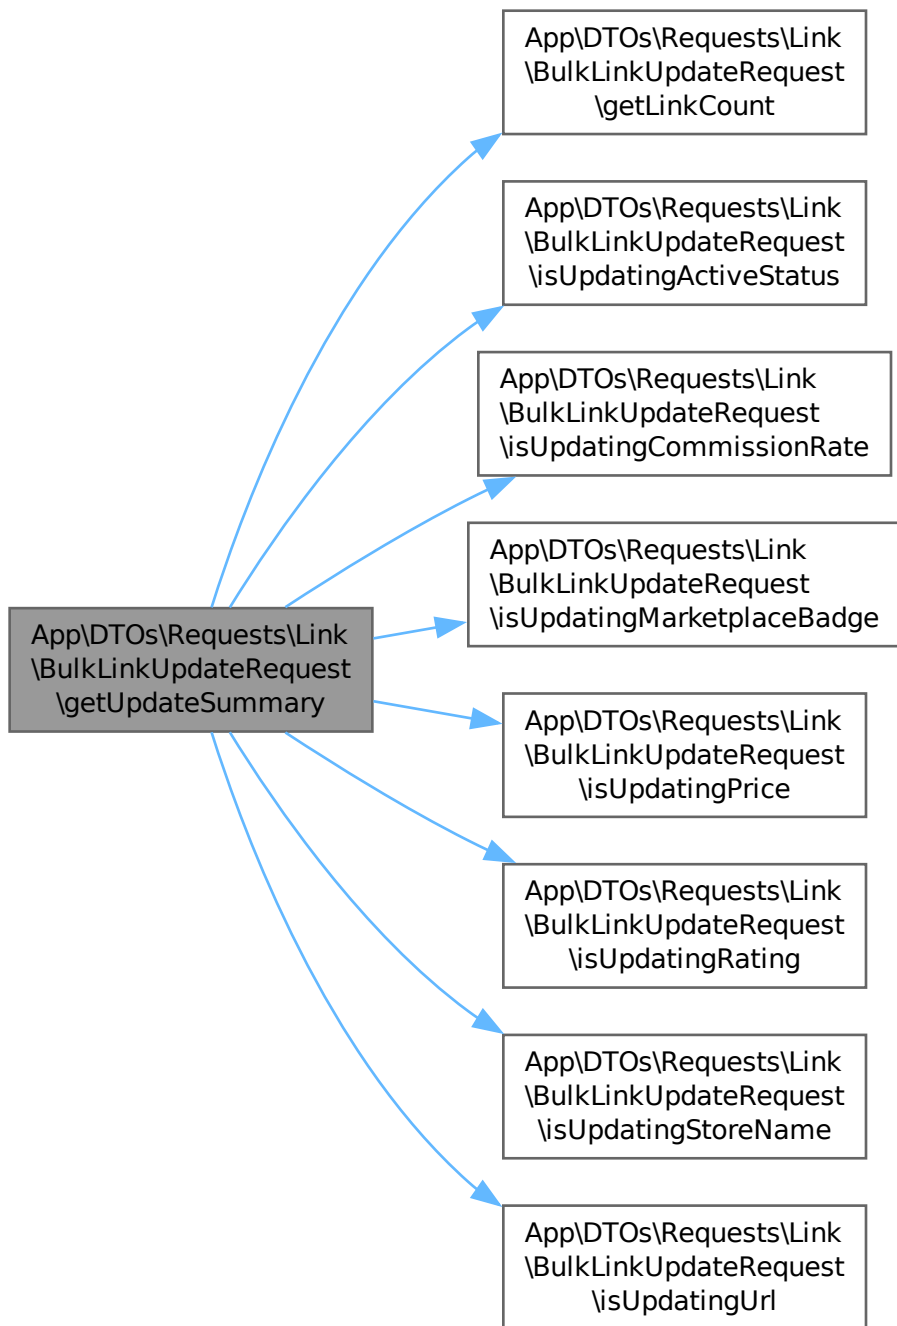 App\DTOs\Requests\Link
\BulkLinkUpdateRequest
\getLinkCount
App\DTOs\Requests\Link
\BulkLinkUpdateRequest
\isUpdatingActiveStatus
App\DTOs\Requests\Link
\BulkLinkUpdateRequest
\isUpdatingCommissionRate
App\DTOs\Requests\Link
\BulkLinkUpdateRequest
\isUpdatingMarketplaceBadge
App\DTOs\Requests\Link
\BulkLinkUpdateRequest
\getUpdateSummary
App\DTOs\Requests\Link
\BulkLinkUpdateRequest
\isUpdatingPrice
App\DTOs\Requests\Link
\BulkLinkUpdateRequest
\isUpdatingRating
App\DTOs\Requests\Link
\BulkLinkUpdateRequest
\isUpdatingStoreName
App\DTOs\Requests\Link
\BulkLinkUpdateRequest
\isUpdatingUrl